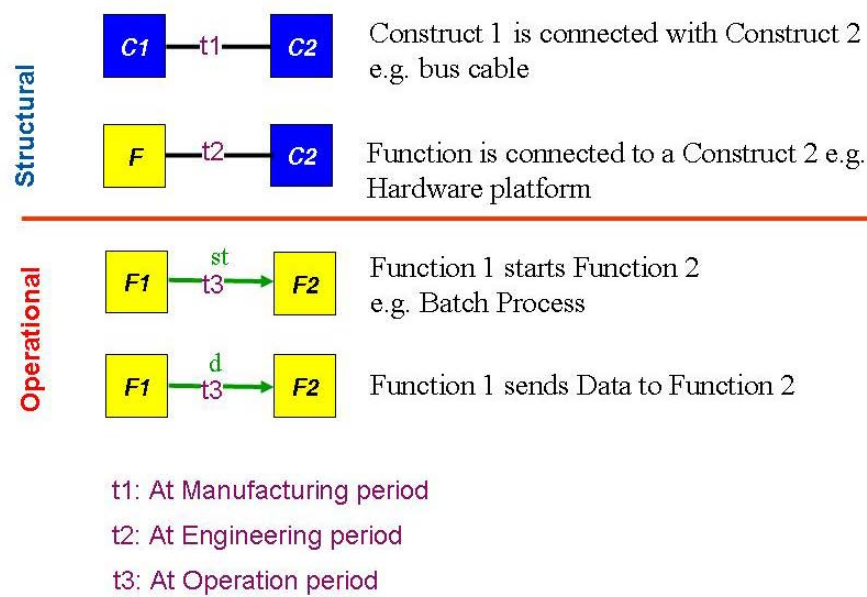 Structural
C1 t1 C2
Construct 1 is connected with Construct 2
e.g. bus cable
F t2 C2
Function is connected to a Construct 2 e.g.
Hardware platform
Operational
st
F1 t3 F2
Function 1 starts Function 2
e.g. Batch Process
d
F1 t3 F2
Function 1 sends Data to Function 2
t1: At Manufacturing period
t2: At Engineering period
t3: At Operation period